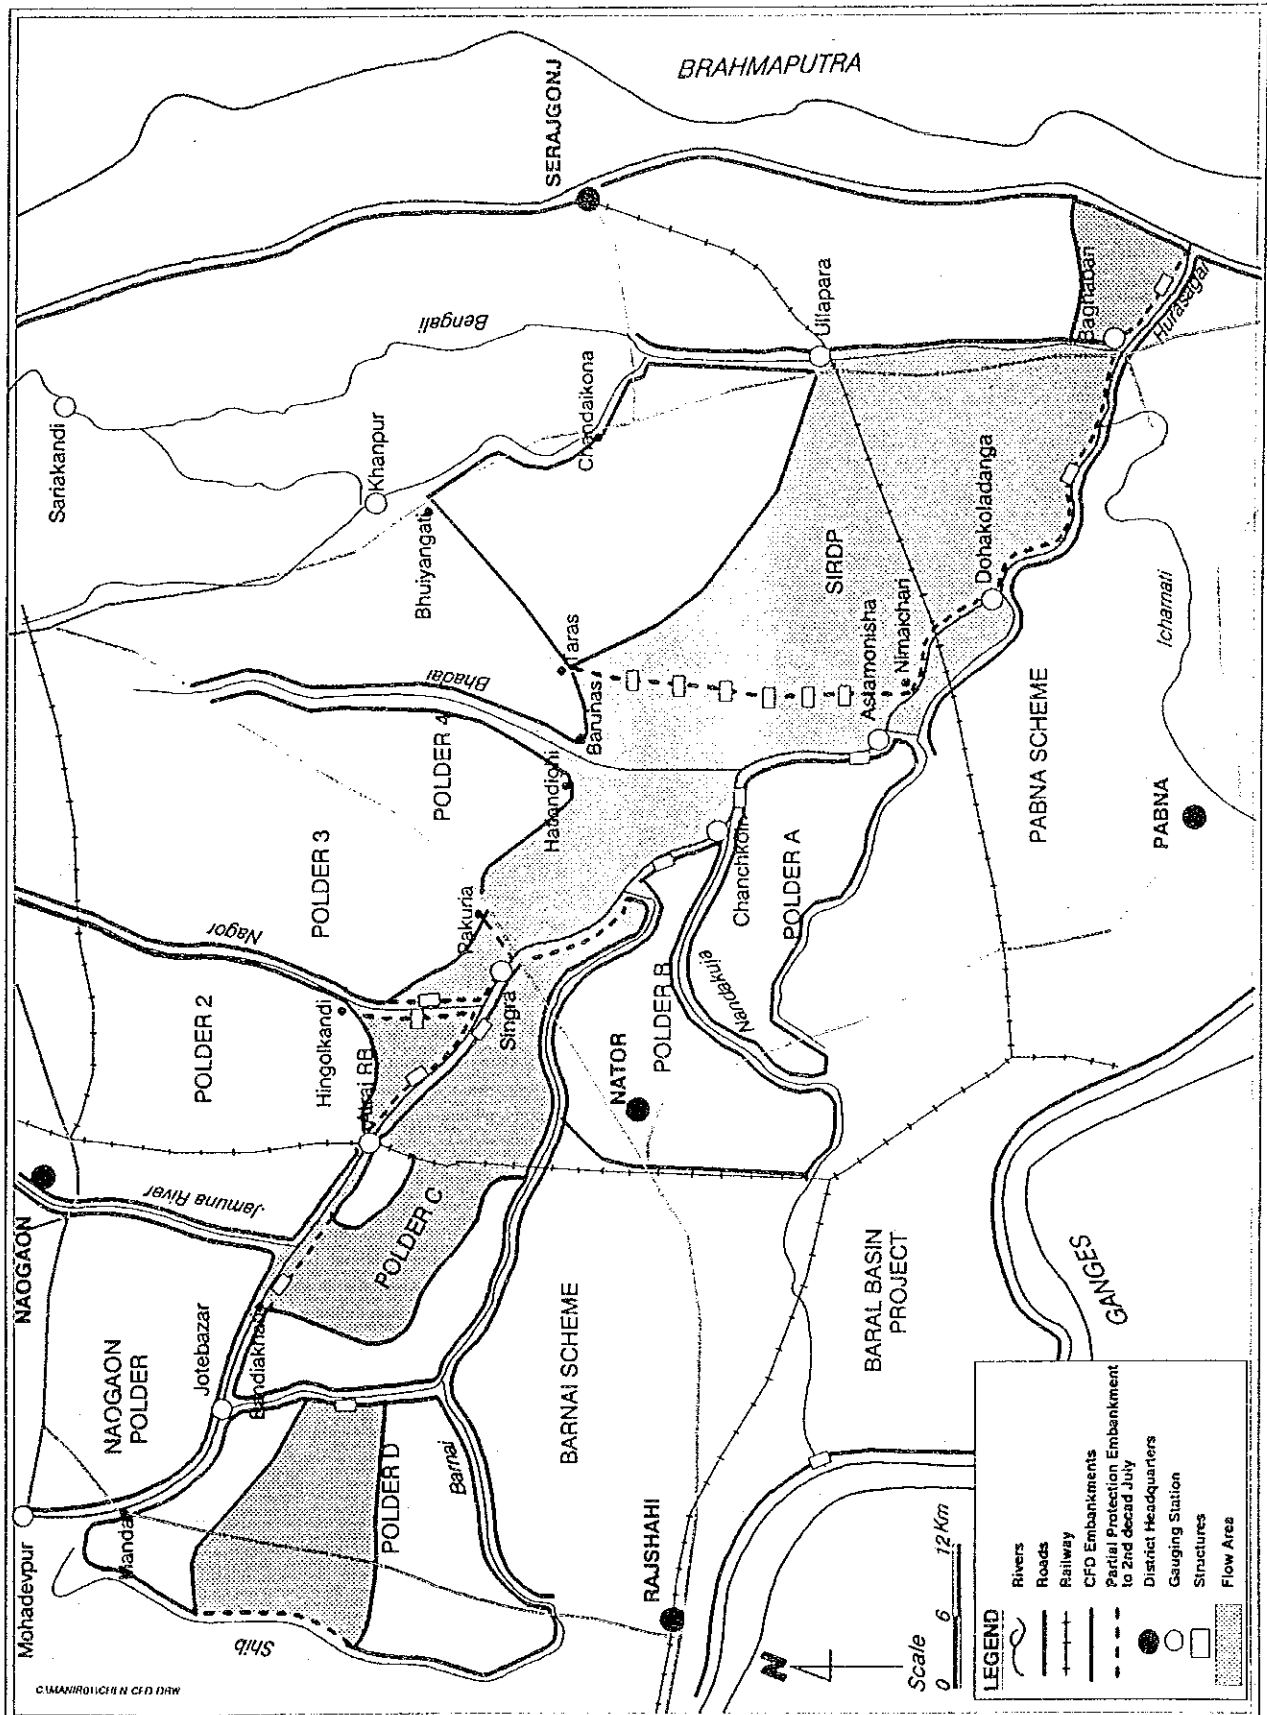 Mohadevpur
Manda
NAOGAON
POLDER
NAOGAON
Jotebazar
Jamuna River
Bandiakhara
POLDER D
Shib
Barnai
POLDER C
POLDER 2
Hingolkandi
Atrai RB
Nagor
POLDER 3
Pakuria
Singra
POLDER 4
Bhadai
Hatiandighi
Baruhas
Taras
Sariakandi
Khanpur
Bhuiyangati
Bengali
Chandaikona
SERAJGONJ
BRAHMAPUTRA
Ullapara
SIRDP
Baghabari
Hurasagar
Dohakoladanga
Nimaichari
Astamonisha
Chanchkoir
POLDER A
POLDER B
Nandakuja
NATOR
BARNAI SCHEME
RAJSHAHI
BARAL BASIN
PROJECT
GANGES
PABNA SCHEME
PABNA
Ichamati
N
Scale
0 6 12Km
LEGEND
Rivers
Roads
Railway
CFD Embankments
Partial Protection Embankment
to 2nd decad July
District Headquarters
Gauging Station
Structures
Flow Area